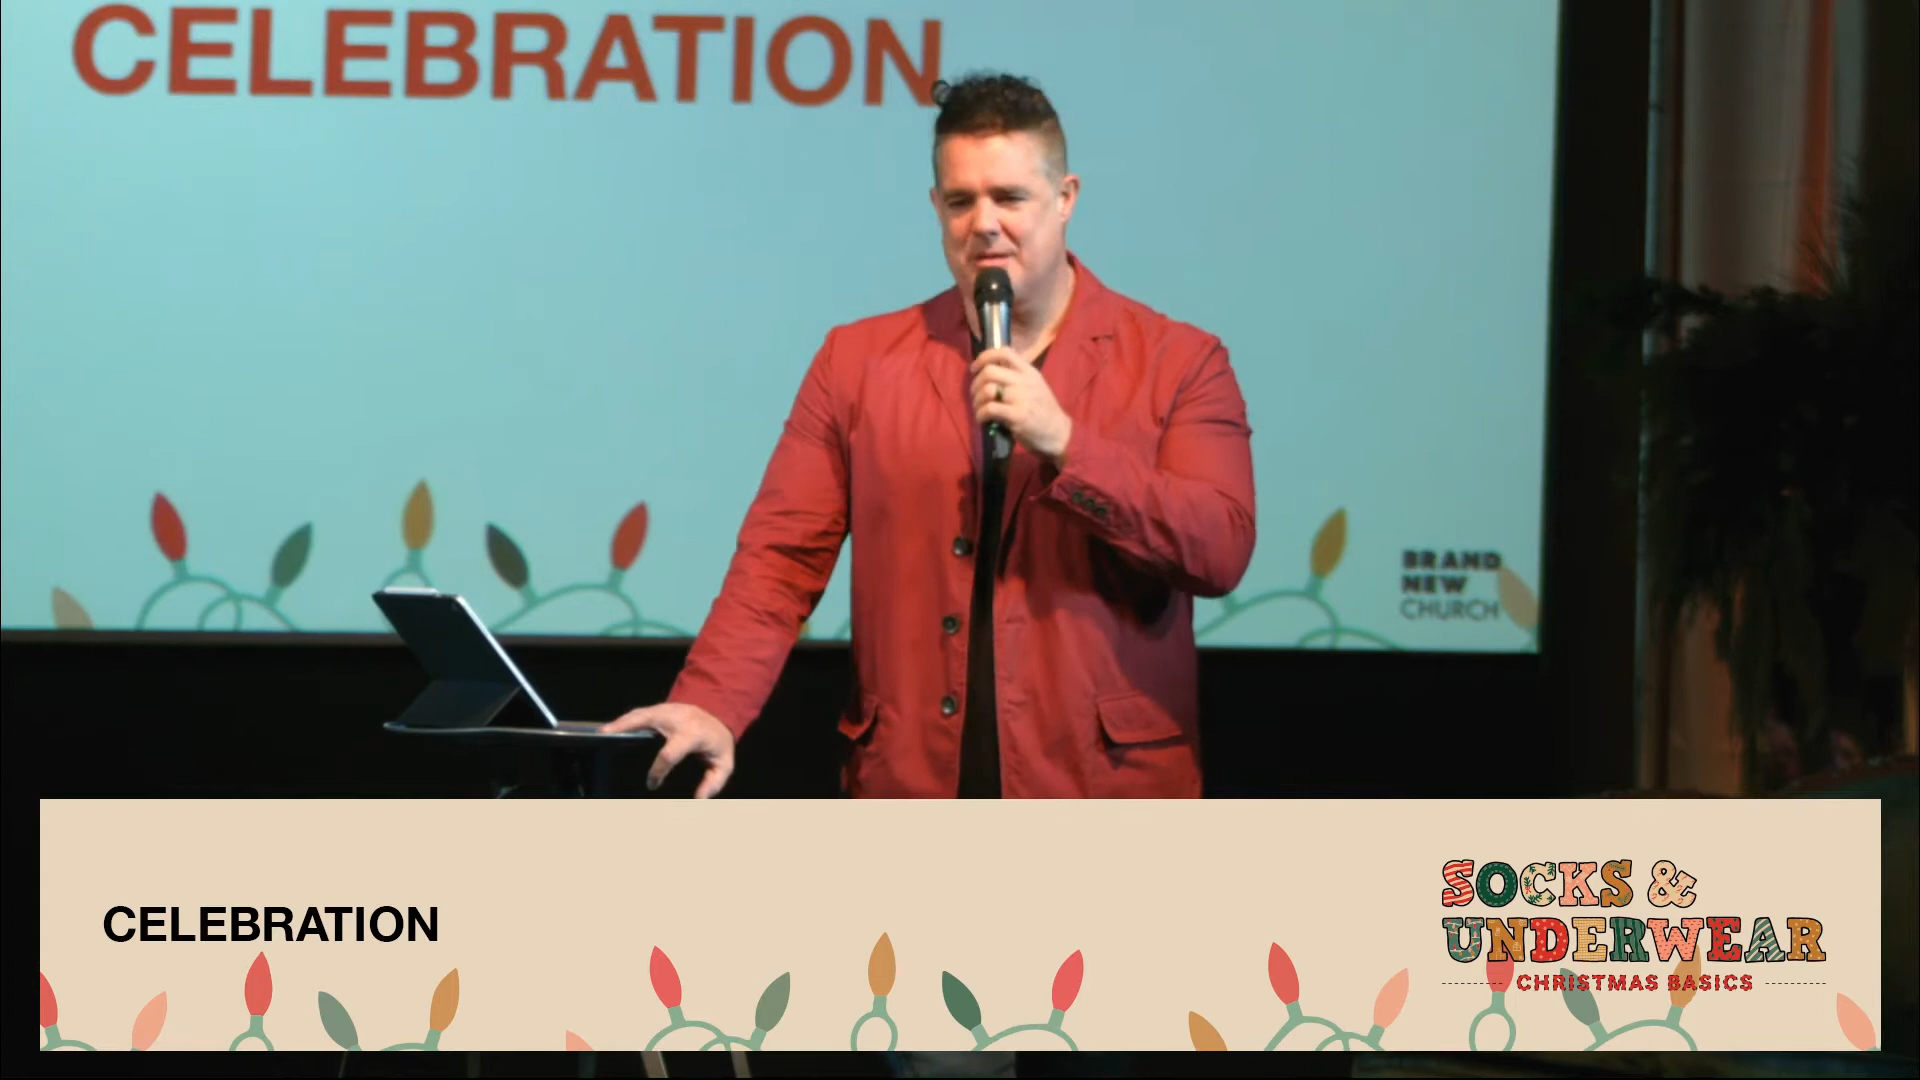 CELEBRATION
BRAND
NEW
CHURCH
CELEBRATION
SOCKS &
UNDERWEAR
CHRISTMAS BASICS